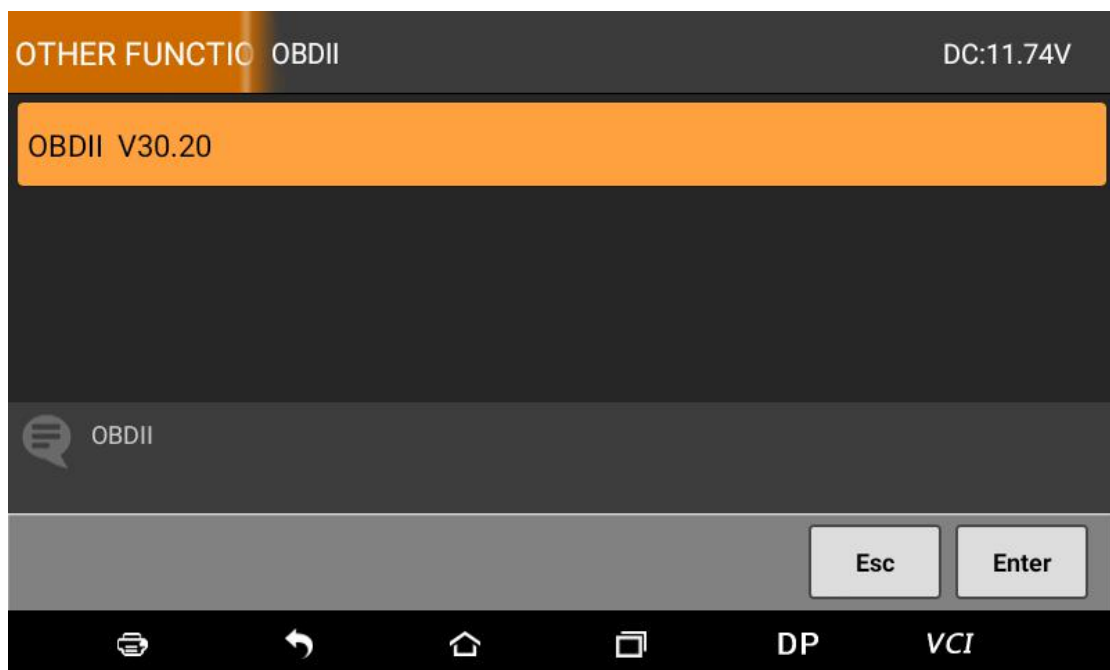 OTHER FUNCTIO OBDII DC:11.74V
OBDII V30.20
OBDII
Esc Enter
DP VCI